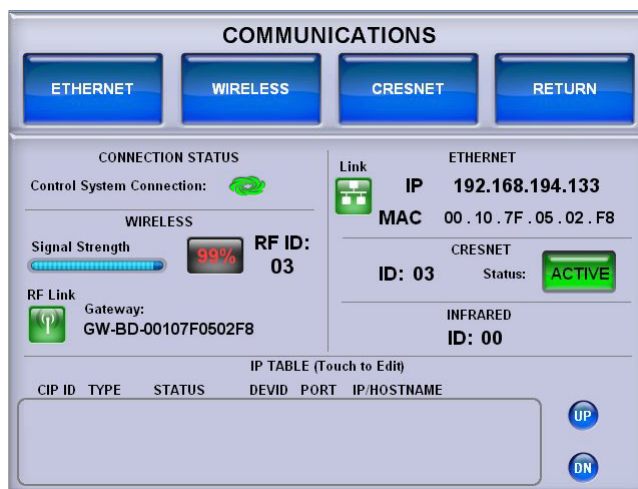 COMMUNICATIONS
ETHERNET WIRELESS CRESNET RETURN
CONNECTION STATUS
Control System Connection:
WIRELESS
Signal Strength 99% RF ID:
03
RF Link
Gateway:
GW-BD-00107F0502F8
Link ETHERNET
IP 192.168.194.133
MAC 00 . 10 . 7F . 05 . 02 . F8
CRESNET
ID: 03 Status: ACTIVE
INFRARED
ID: 00
IP TABLE (Touch to Edit)
CIP ID TYPE STATUS DEVID PORT IP/HOSTNAME
UP
DN